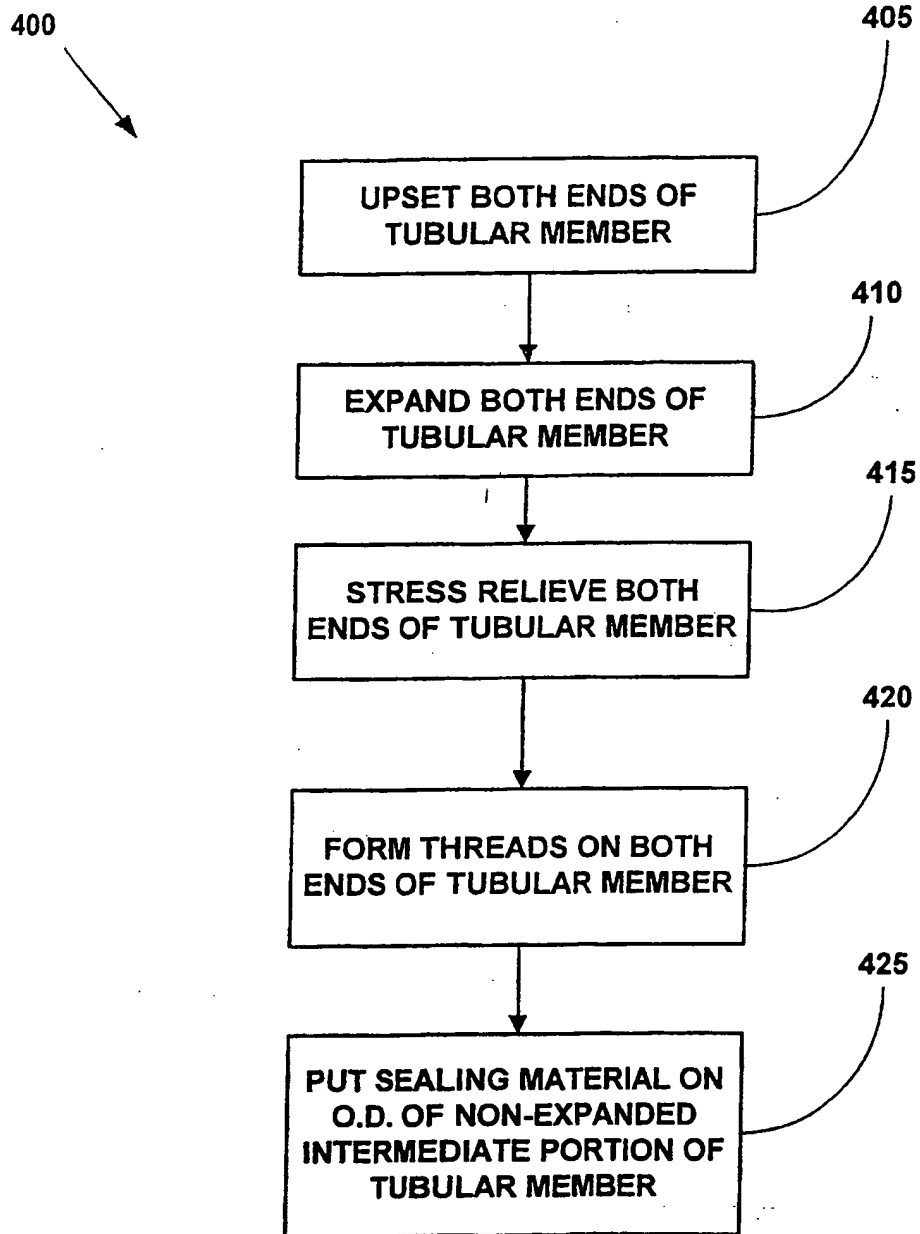 400
405
UPSET BOTH ENDS OF
TUBULAR MEMBER
410
EXPAND BOTH ENDS OF
TUBULAR MEMBER
415
STRESS RELIEVE BOTH
ENDS OF TUBULAR MEMBER
420
FORM THREADS ON BOTH
ENDS OF TUBULAR MEMBER
425
PUT SEALING MATERIAL ON
O.D. OF NON-EXPANDED
INTERMEDIATE PORTION OF
TUBULAR MEMBER